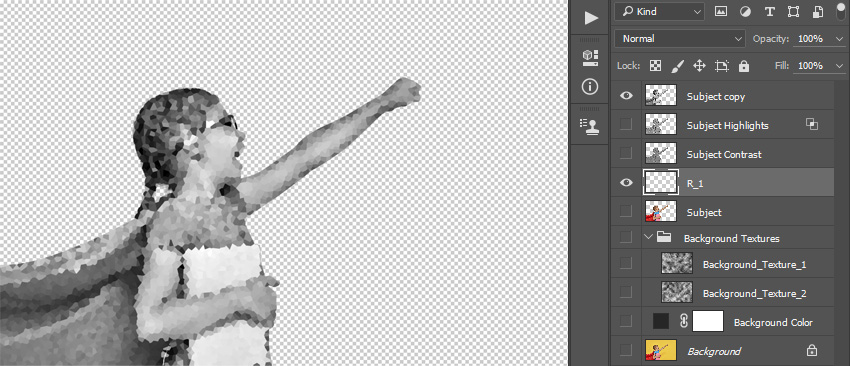 Kind
Normal
Opacity: 100%
Lock:
Fill: 100%
Subject copy
Subject Highlights
Subject Contrast
R_1
Subject
Background Textures
Background_Texture_1
Background_Texture_2
Background Color
Background